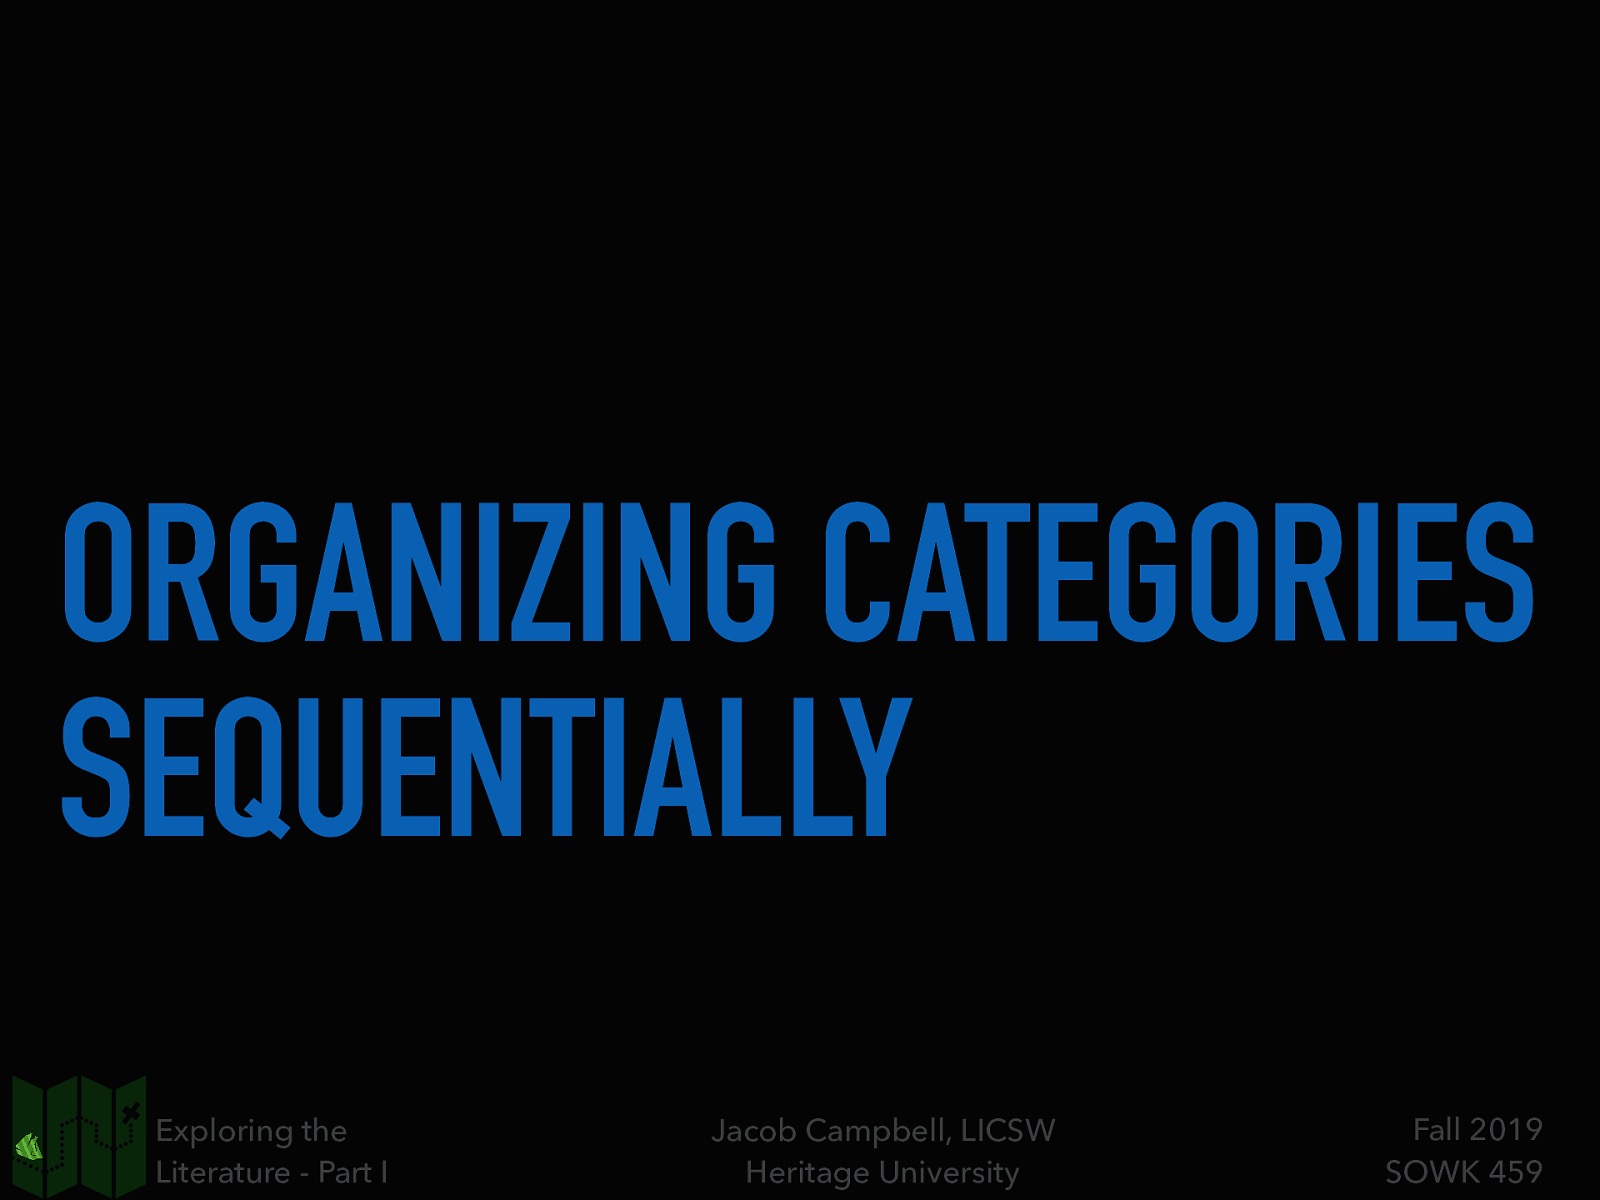 ORGANIZING CATEGORIES
SEQUENTIALLY
Exploring the
Literature - Part I
Jacob Campbell, LICSW
Heritage University
Fall 2019
SOWK 459